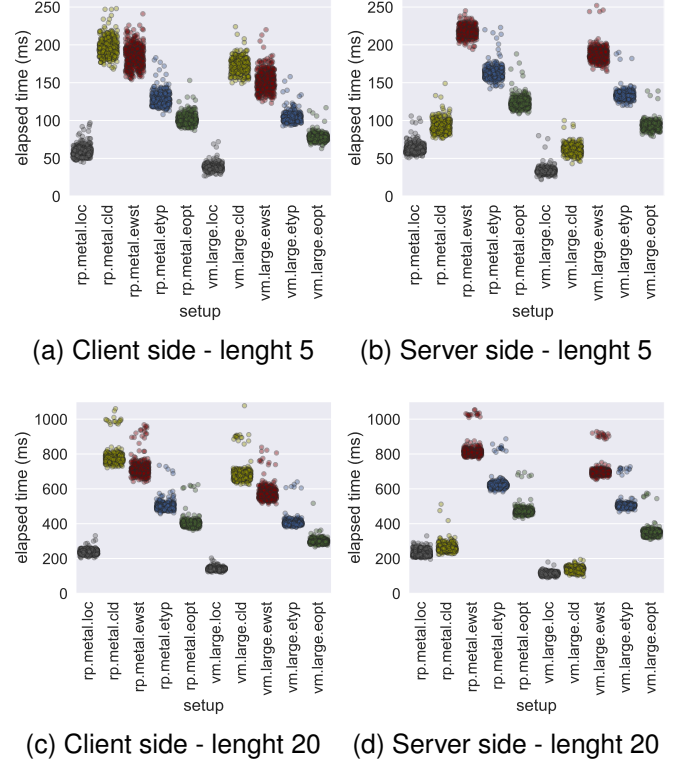 250
200
150
100
50
0
elapsed time (ms)
rp.metal.loc
rp.metal.cld
rp.metal.ewst
rp.metal.etyp
rp.metal.eopt
vm.large.loc
vm.large.cld
vm.large.ewst
vm.large.etyp
vm.large.eopt
setup
(a) Client side - lenght 5
250
200
150
100
50
0
elapsed time (ms)
rp.metal.loc
rp.metal.cld
rp.metal.ewst
rp.metal.etyp
rp.metal.eopt
vm.large.loc
vm.large.cld
vm.large.ewst
vm.large.etyp
vm.large.eopt
setup
(b) Server side - lenght 5
1000
800
600
400
200
0
elapsed time (ms)
rp.metal.loc
rp.metal.cld
rp.metal.ewst
rp.metal.etyp
rp.metal.eopt
vm.large.loc
vm.large.cld
vm.large.ewst
vm.large.etyp
vm.large.eopt
setup
(c) Client side - lenght 20
1000
800
600
400
200
0
elapsed time (ms)
rp.metal.loc
rp.metal.cld
rp.metal.ewst
rp.metal.etyp
rp.metal.eopt
vm.large.loc
vm.large.cld
vm.large.ewst
vm.large.etyp
vm.large.eopt
setup
(d) Server side - lenght 20